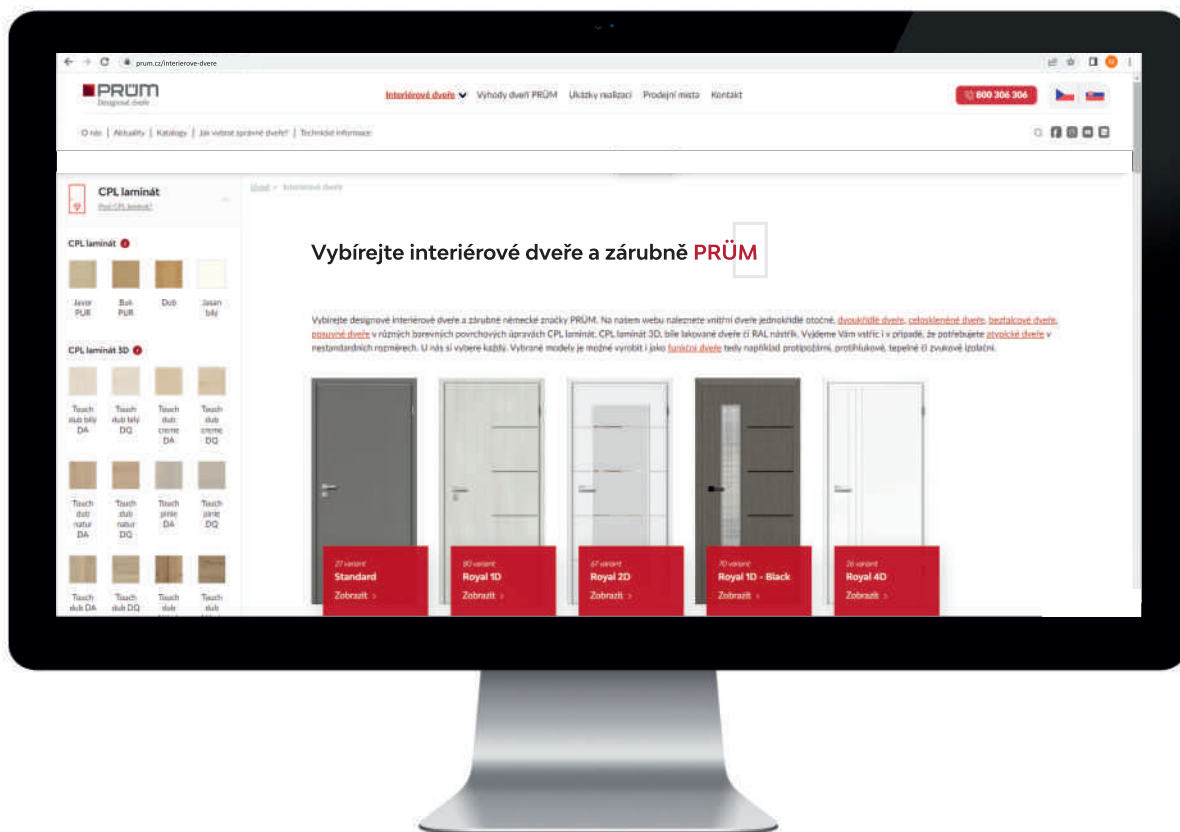 prum.cz/interierove-dvere
PRÜM
Designové dveře
Interiérové dveře Výhody dveří PRÜM Ukázky realizací Prodejní místa Kontakt
800 306 306
O nás | Aktuality | Katalogy | Jak vybrat správné dveře? | Technické informace
CPL laminát
Proč CPL laminát?
Úvod > Interiérové dveře
Vybírejte interiérové dveře a zárubně PRÜM
CPL laminát
Javor PUR
Buk PUR
Dub
Jasan bílý
Vybírejte designové interiérové dveře a zárubně německé značky PRÜM. Na našem webu naleznete vnitřní dveře jednokřídlé otočné, dvoukřídlé dveře, celoskleněné dveře, bezfalcové dveře,
posuvné dveře v různých barevných povrchových úpravách CPL laminát, CPL laminát 3D, bíle lakované dveře či RAL nástřik. Vyjdeme Vám vstříc i v případě, že potřebujete atypické dveře v
nestandardních rozměrech. U nás si vybere každý. Vybrané modely je možné vyrobit i jako funkční dveře tedy například protipožární, protihlukové, tepelně či zvukově izolační.
CPL laminát 3D
Touch dub bílý DA
Touch dub bílý DQ
Touch dub creme DA
Touch dub creme DQ
Touch dub natur DA
Touch dub natur DQ
Touch pinie DA
Touch pinie DQ
Touch dub DA
Touch dub DQ
Touch dub
Touch dub
27 variant
Standard
Zobrazit >
80 variant
Royal 1D
Zobrazit >
67 variant
Royal 2D
Zobrazit >
70 variant
Royal 1D - Black
Zobrazit >
26 variant
Royal 4D
Zobrazit >